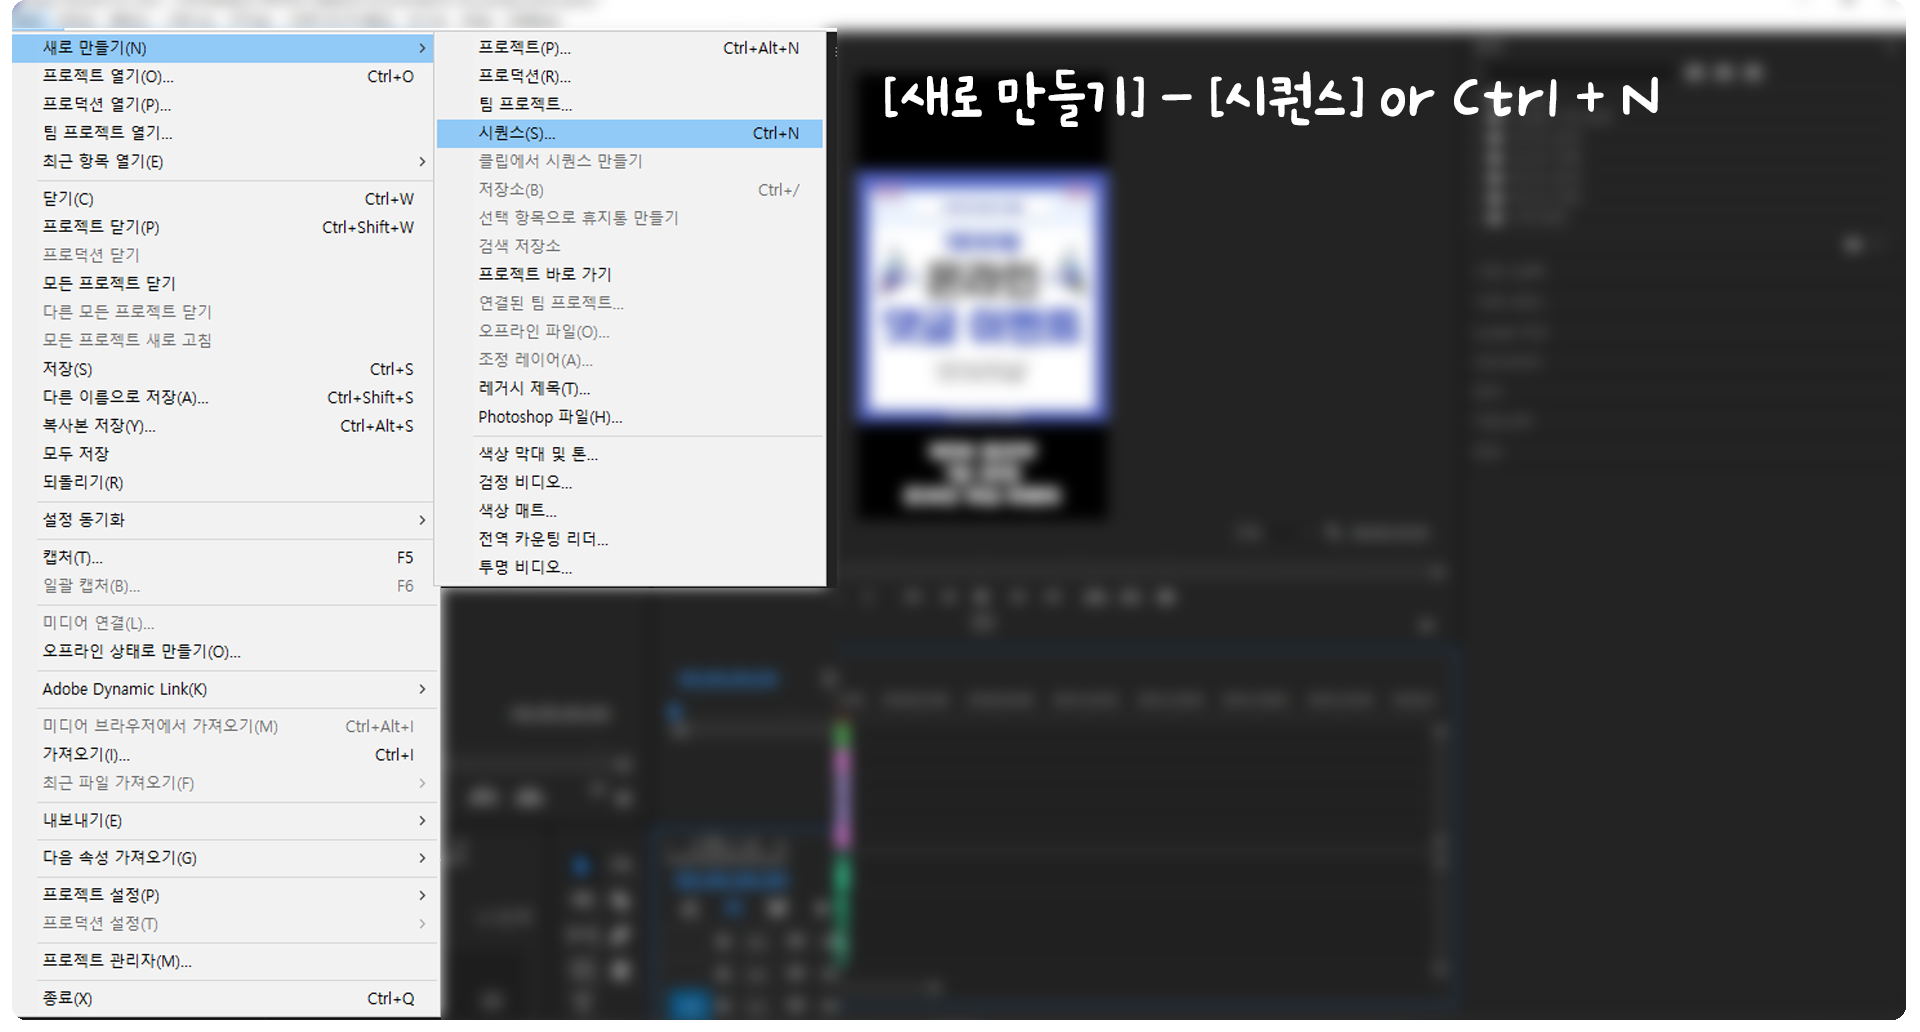 새로 만들기(N)
프로젝트 열기(O)... Ctrl+O
프로덕션 열기(P)...
팀 프로젝트 열기...
최근 항목 열기(E)
닫기(C) Ctrl+W
프로젝트 닫기(P) Ctrl+Shift+W
프로덕션 닫기
모든 프로젝트 닫기
다른 모든 프로젝트 닫기
모든 프로젝트 새로 고침
저장(S) Ctrl+S
다른 이름으로 저장(A)... Ctrl+Shift+S
복사본 저장(Y)... Ctrl+Alt+S
모두 저장
되돌리기(R)
설정 동기화
캡처(T)... F5
일괄 캡처(B)... F6
미디어 연결(L)...
오프라인 상태로 만들기(O)...
Adobe Dynamic Link(K)
미디어 브라우저에서 가져오기(M) Ctrl+Alt+I
가져오기(I)... Ctrl+I
최근 파일 가져오기(F)
내보내기(E)
다음 속성 가져오기(G)
프로젝트 설정(P)
프로덕션 설정(T)
프로젝트 관리자(M)...
종료(X) Ctrl+Q
프로젝트(P)... Ctrl+Alt+N
프로덕션(R)...
팀 프로젝트...
시퀀스(S)... Ctrl+N
클립에서 시퀀스 만들기
저장소(B) Ctrl+/
선택 항목으로 휴지통 만들기
검색 저장소
프로젝트 바로 가기
연결된 팀 프로젝트...
오프라인 파일(O)...
조정 레이어(A)...
레거시 제목(T)...
Photoshop 파일(H)...
색상 막대 및 톤...
검정 비디오...
색상 매트...
전역 카운팅 리더...
투명 비디오...
[새로 만들기] - [시퀀스] or Ctrl + N
온라인
댓글 이벤트